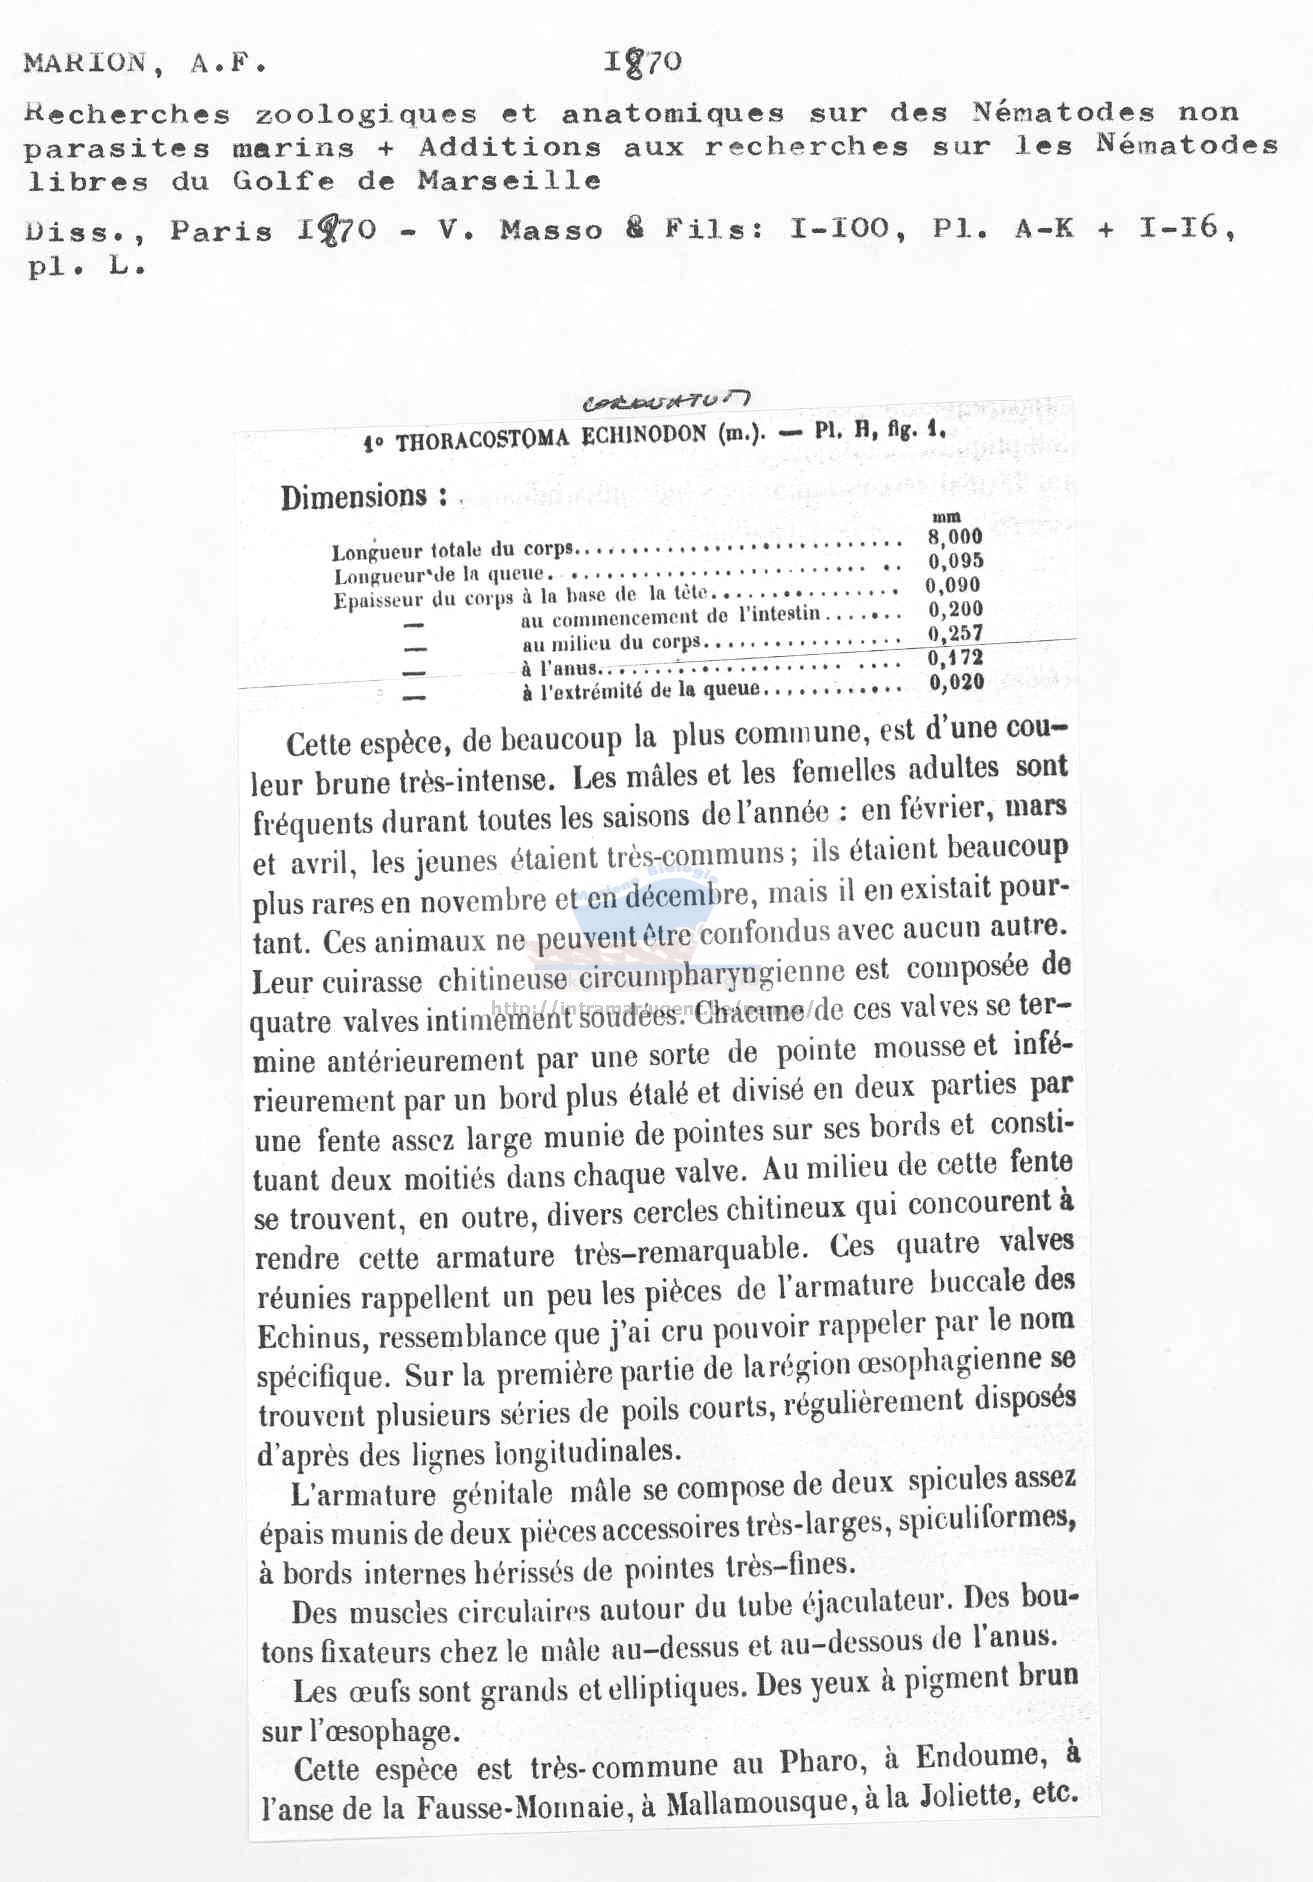 MARION, A.F. 1870
Recherches zoologiques et anatomiques sur des Nématodes non
parasites marins + Additions aux recherches sur les Nématodes
libres du Golfe de Marseille
Diss., Paris I870 - V. Masso & Fils: I-IOO, Pl. A-K + I-I6,
pl. L.
CORONATUM
1º THORACOSTOMA ECHINODON (m.). — Pl. H, fig. 1.
Dimensions :
mm
Longueur totale du corps........................... 8,000
Longueur de la queue. ........................... 0,095
Epaisseur du corps à la base de la tête................ 0,090
— au commencement de l'intestin....... 0,200
— au milieu du corps................. 0,257
— à l'anus........................ .... 0,172
— à l'extrémité de la queue............ 0,020
Cette espèce, de beaucoup la plus commune, est d'une cou-
leur brune très-intense. Les mâles et les femelles adultes sont
fréquents durant toutes les saisons de l'année : en février, mars
et avril, les jeunes étaient très-communs ; ils étaient beaucoup
plus rares en novembre et en décembre, mais il en existait pour-
tant. Ces animaux ne peuvent être confondus avec aucun autre.
Leur cuirasse chitineuse circumpharyngienne est composée de
quatre valves intimement soudées. Chacune de ces valves se ter-
mine antérieurement par une sorte de pointe mousse et infé-
rieurement par un bord plus étalé et divisé en deux parties par
une fente assez large munie de pointes sur ses bords et consti-
tuant deux moitiés dans chaque valve. Au milieu de cette fente
se trouvent, en outre, divers cercles chitineux qui concourent à
rendre cette armature très-remarquable. Ces quatre valves
réunies rappellent un peu les pièces de l'armature buccale des
Echinus, ressemblance que j'ai cru pouvoir rappeler par le nom
spécifique. Sur la première partie de la région œsophagienne se
trouvent plusieurs séries de poils courts, régulièrement disposés
d'après des lignes longitudinales.
L'armature génitale mâle se compose de deux spicules assez
épais munis de deux pièces accessoires très-larges, spiculiformes,
à bords internes hérissés de pointes très-fines.
Des muscles circulaires autour du tube éjaculateur. Des bou-
tons fixateurs chez le mâle au-dessus et au-dessous de l'anus.
Les œufs sont grands et elliptiques. Des yeux à pigment brun
sur l'œsophage.
Cette espèce est très-commune au Pharo, à Endoume, à
l'anse de la Fausse-Monnaie, à Mallamousque, à la Joliette, etc.